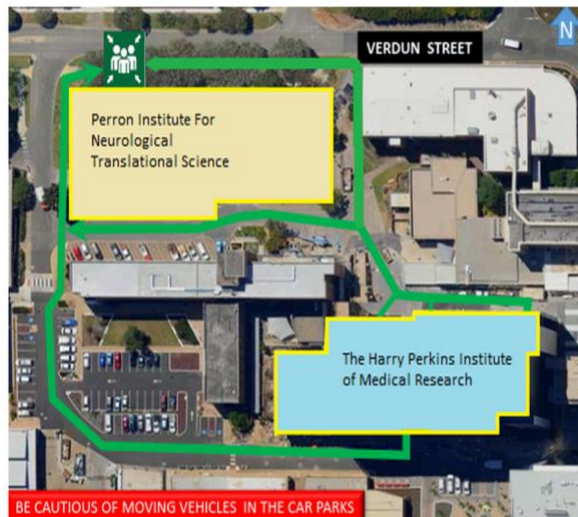 VERDUN STREET
N
Perron Institute For
Neurological
Translational Science
The Harry Perkins Institute
of Medical Research
BE CAUTIOUS OF MOVING VEHICLES IN THE CAR PARKS